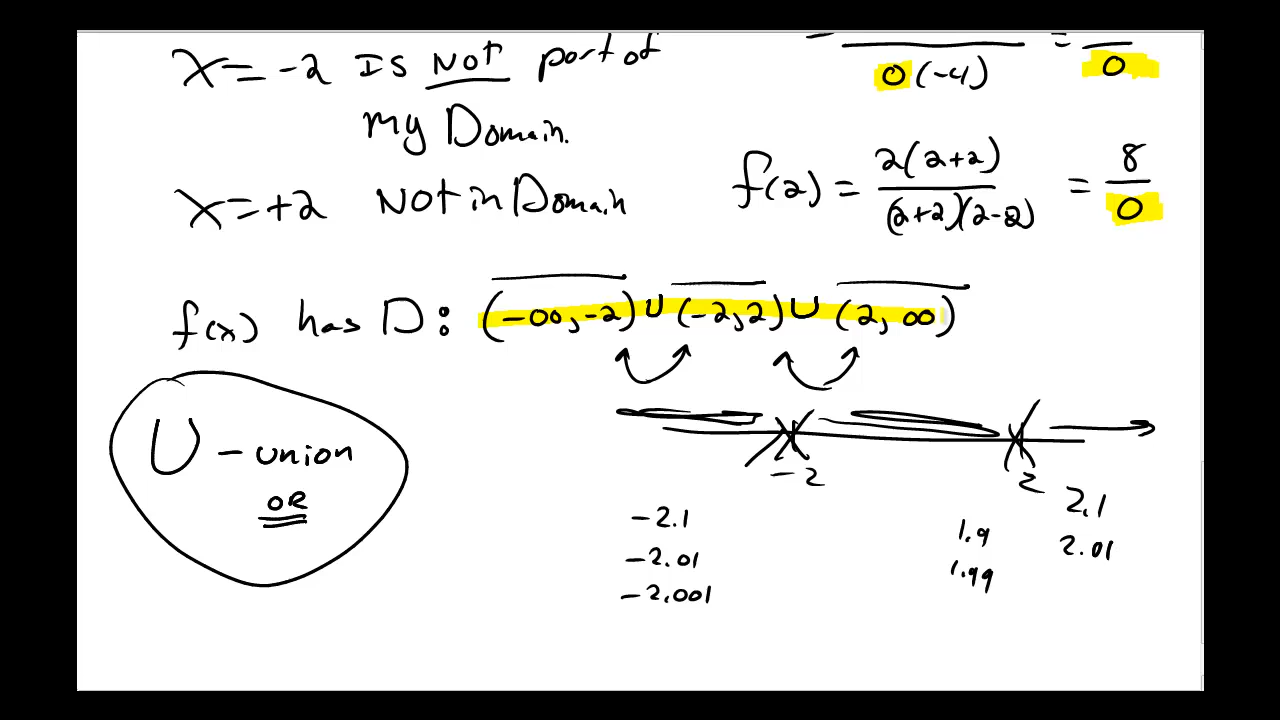 x = -2 IS NOT part of
my Domain.
0(-4) = 0
x = +2 NOT in Domain
f(2) = 2(2+2) / (2+2)(2-2) = 8/0
f(x) has D: (-∞, -2) ∪ (-2, 2) ∪ (2, ∞)
∪ - union
OR
-2 2
-2.1 1.9 2.1
-2.01 1.99 2.01
-2.001